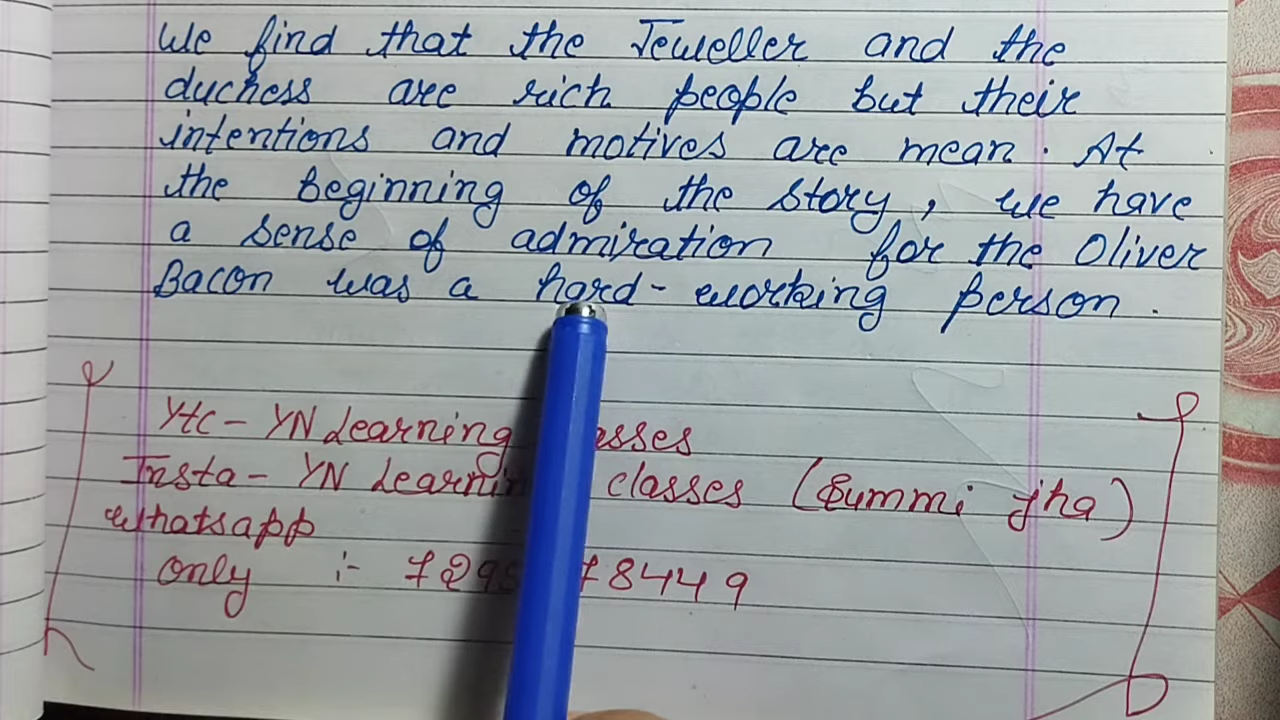 We find that the Jeweller and the
duchess are rich people but their
intentions and motives are mean. At
the beginning of the story, we have
a sense of admiration for the Oliver
Bacon was a hard-working person.
Ytc - YN Learning
Insta - YN Learnin classes (Summi jha)
Whatsapp
only :- 729 78449